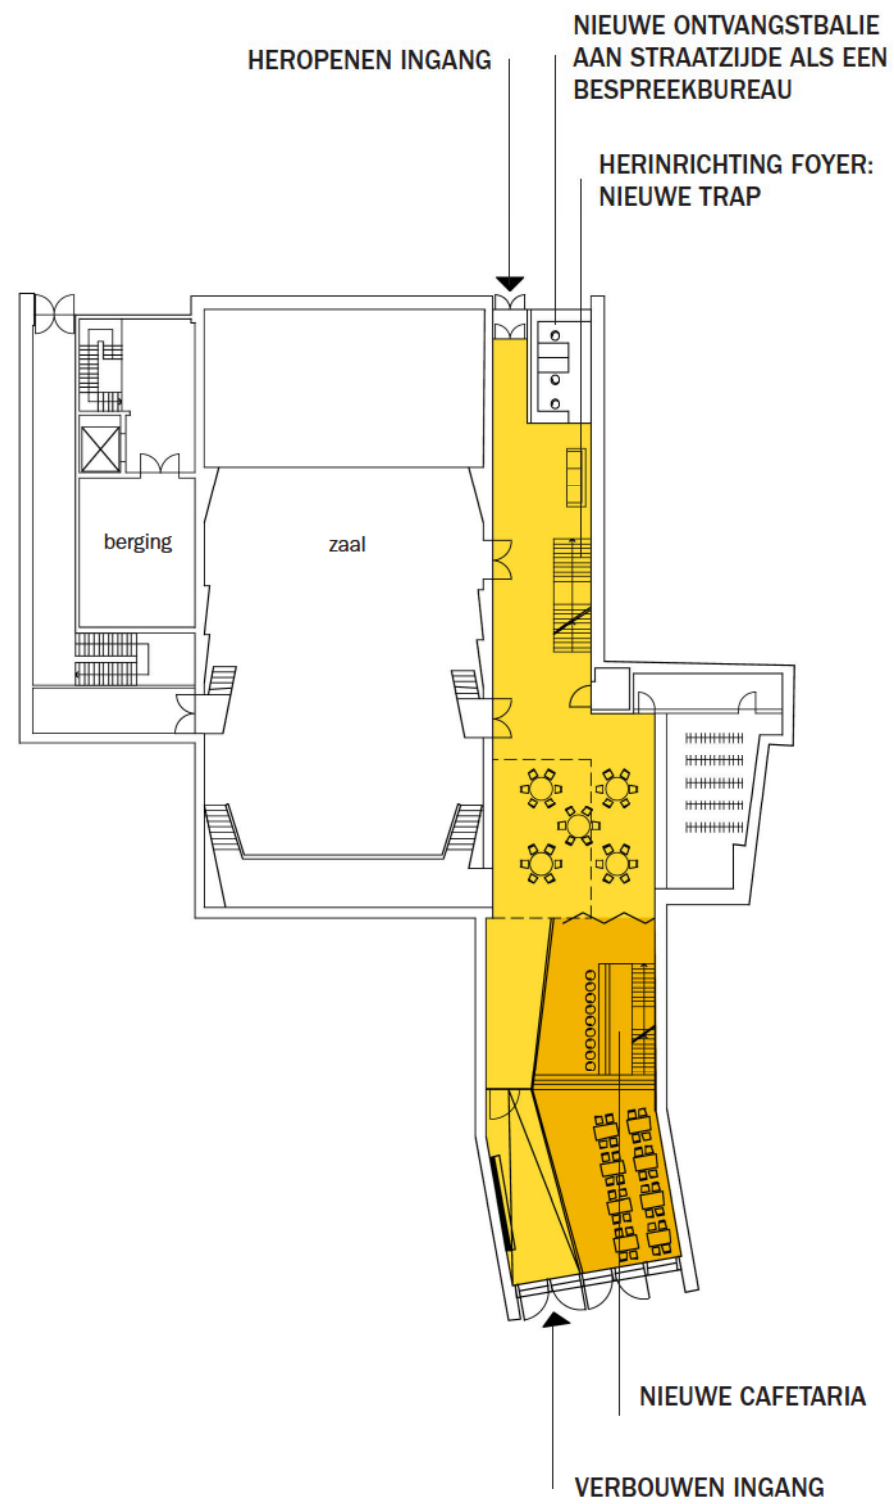 NIEUWE ONTVANGSTBALIE
AAN STRAATZIJDE ALS EEN
BESPREEKBUREAU
HEROPENEN INGANG
HERINRICHTING FOYER:
NIEUWE TRAP
berging
zaal
NIEUWE CAFETARIA
VERBOUWEN INGANG